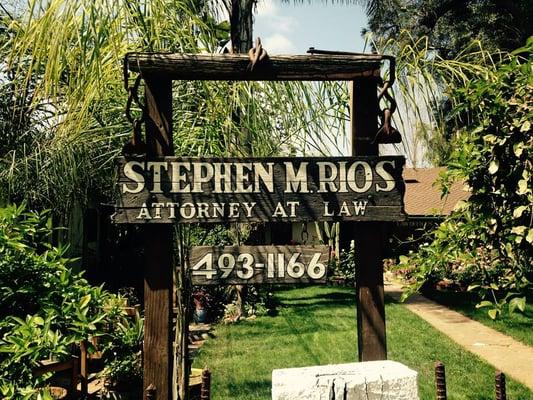 STEPHEN M. RIOS
ATTORNEY AT LAW
493-1166